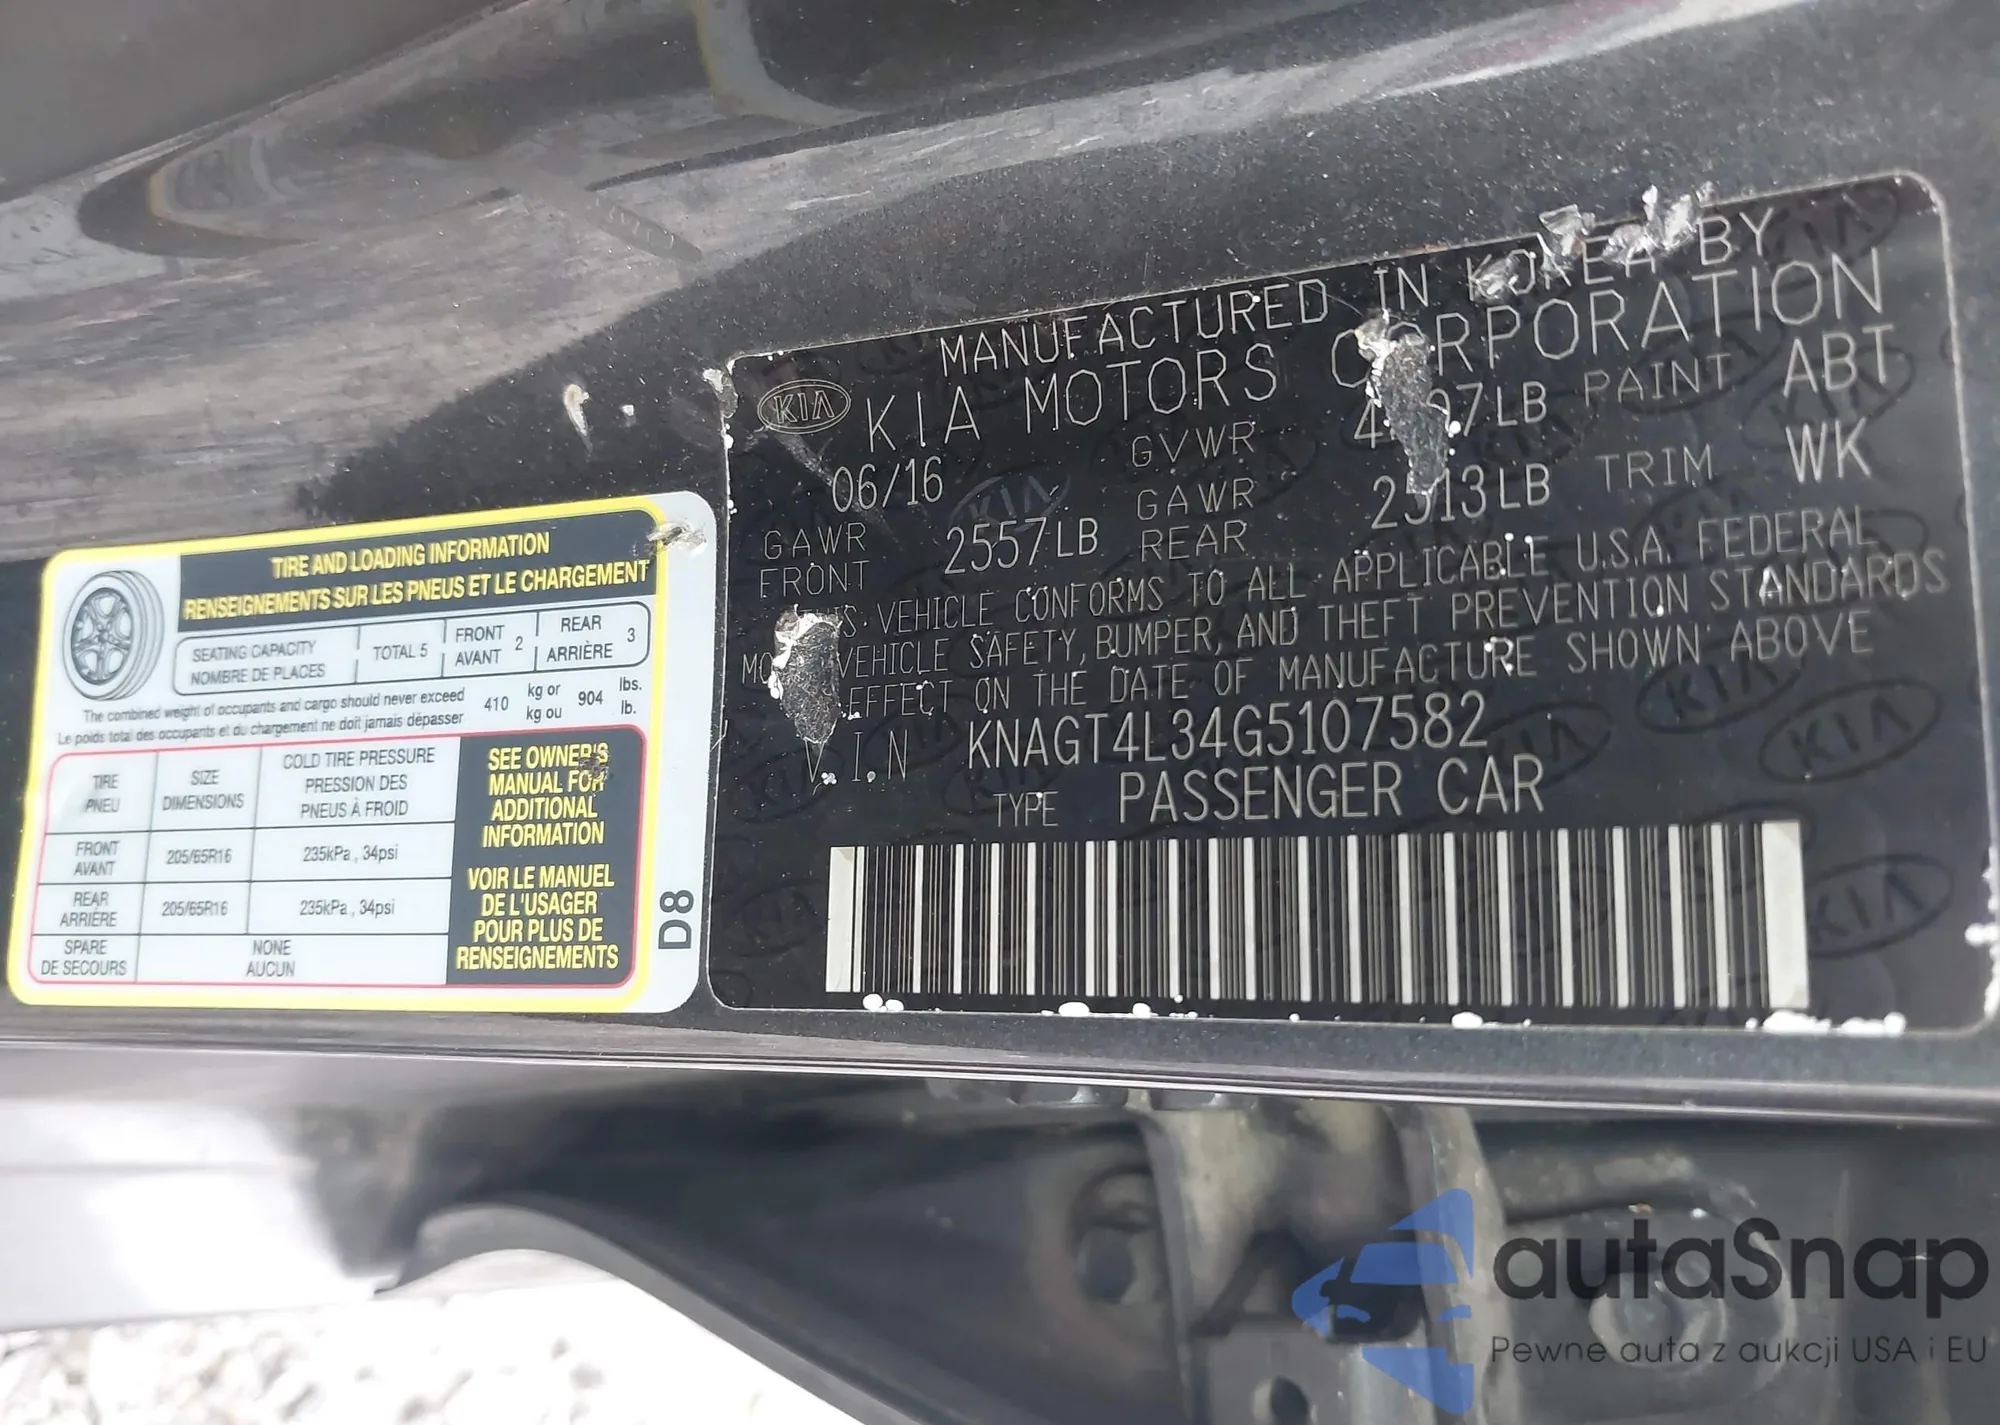 TIRE AND LOADING INFORMATION
RENSEIGNEMENTS SUR LES PNEUS ET LE CHARGEMENT
SEATING CAPACITY
NOMBRE DE PLACES
TOTAL 5
FRONT
AVANT
2
REAR
ARRIÈRE
3
The combined weight of occupants and cargo should never exceed
Le poids total des occupants et du chargement ne doit jamais dépasser
410
kg or
kg ou
904
lbs.
lb.
TIRE
PNEU
SIZE
DIMENSIONS
COLD TIRE PRESSURE
PRESSION DES
PNEUS À FROID
FRONT
AVANT
205/65R16
235kPa , 34psi
REAR
ARRIÈRE
205/65R16
235kPa , 34psi
SPARE
DE SECOURS
NONE
AUCUN
SEE OWNER'S
MANUAL FOR
ADDITIONAL
INFORMATION
VOIR LE MANUEL
DE L'USAGER
POUR PLUS DE
RENSEIGNEMENTS
D8
MANUFACTURED IN KOREA BY
KIA
KIA MOTORS CORPORATION
06/16
GVWR
LB
PAINT
ABT
GAWR
FRONT
2557LB
GAWR
REAR
2513LB
TRIM
WK
VEHICLE CONFORMS TO ALL APPLICABLE U.S.A. FEDERAL
VEHICLE SAFETY, BUMPER, AND THEFT PREVENTION STANDARDS
EFFECT ON THE DATE OF MANUFACTURE SHOWN ABOVE
V.I.N KNAGT4L34G5107582
TYPE PASSENGER CAR
autaSnap
Pewne auta z aukcji USA i EU